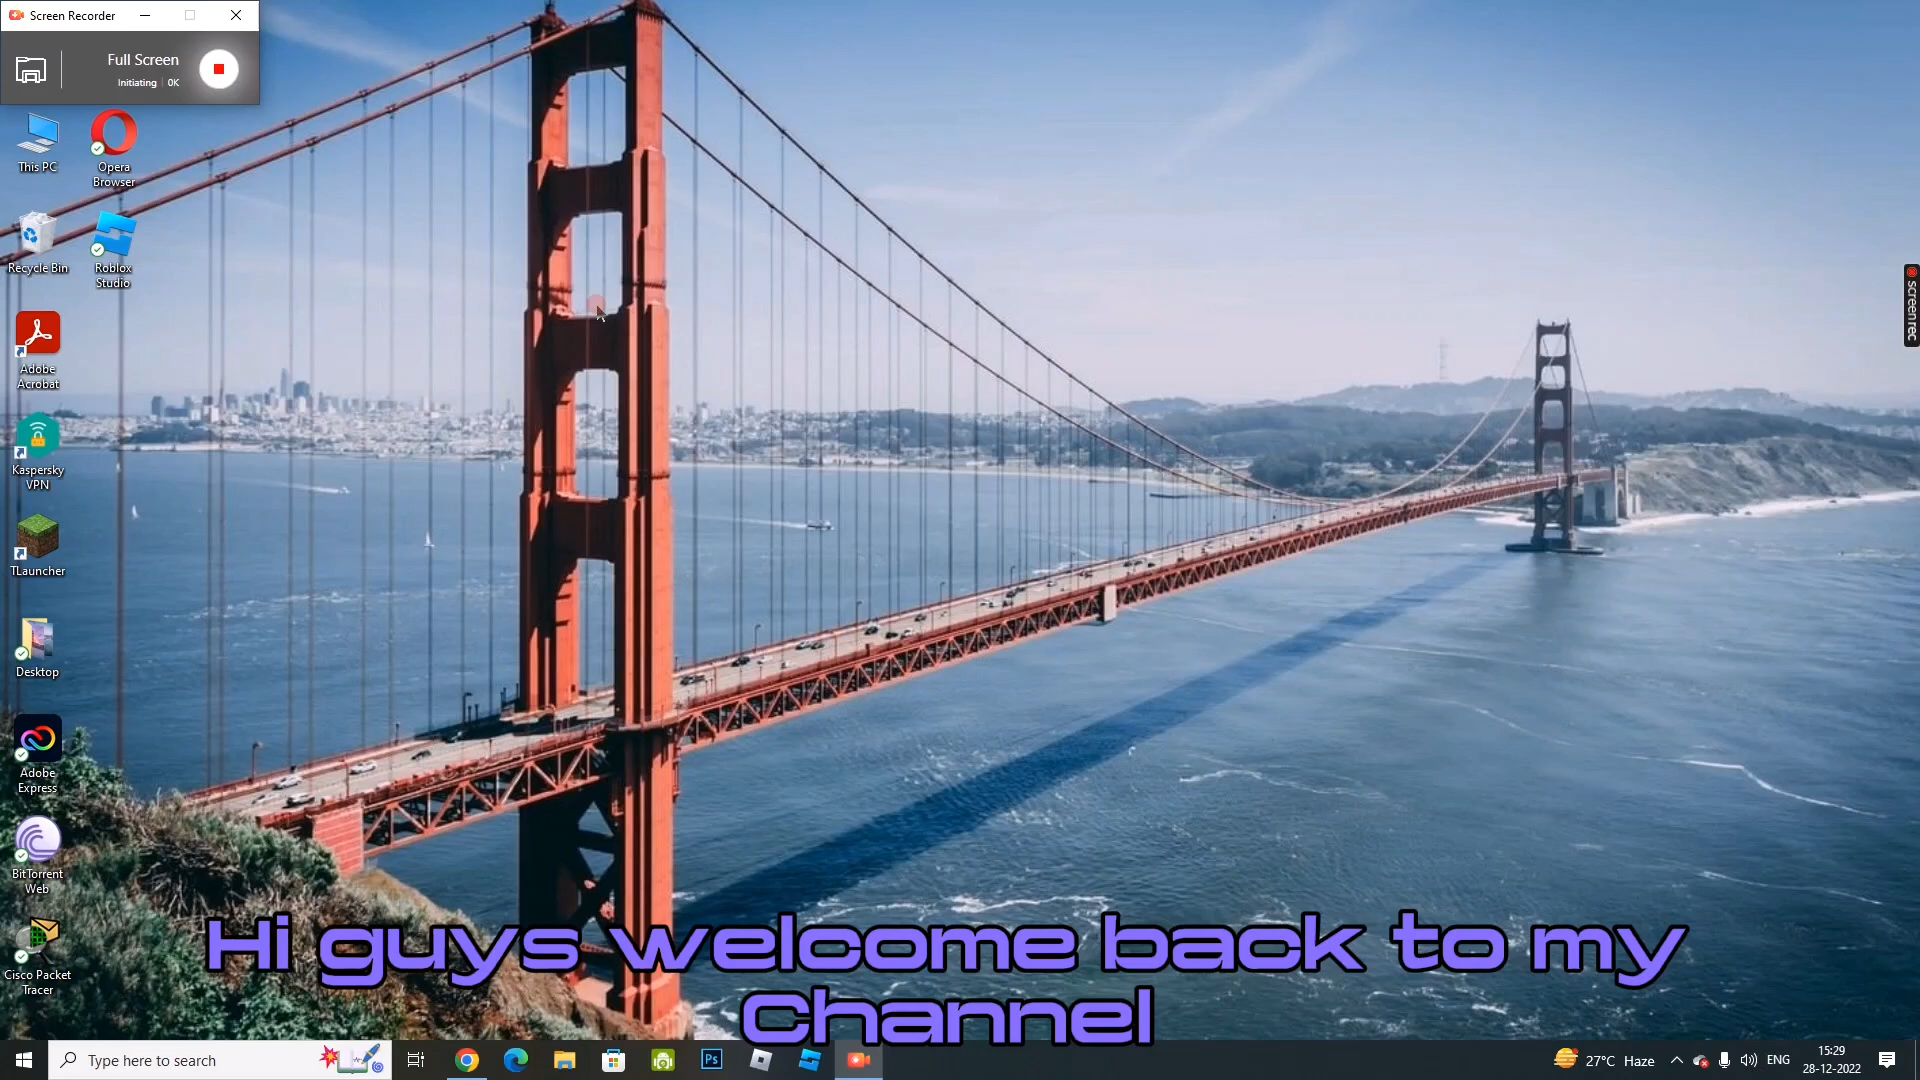 Screen Recorder
Full Screen
Initiating | 0K
This PC
Opera
Browser
Recycle Bin
Roblox
Studio
Adobe
Acrobat
Kaspersky
VPN
TLauncher
Desktop
Adobe
Express
BitTorrent
Web
Cisco Packet
Tracer
screenrec
Hi guys welcome back to my
Channel
Type here to search
Ps
27°C Haze
ENG
15:29
28-12-2022